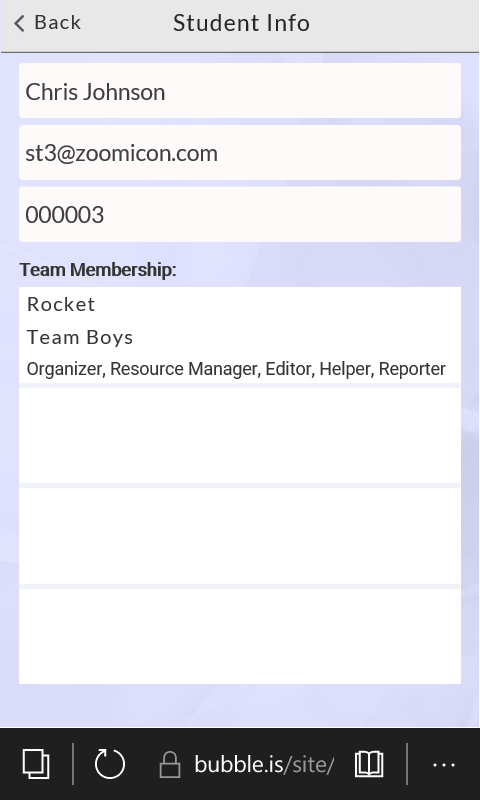 Back
Student Info
Chris Johnson
st3@zoomicon.com
000003
Team Membership:
Rocket
Team Boys
Organizer, Resource Manager, Editor, Helper, Reporter
bubble.is/site/